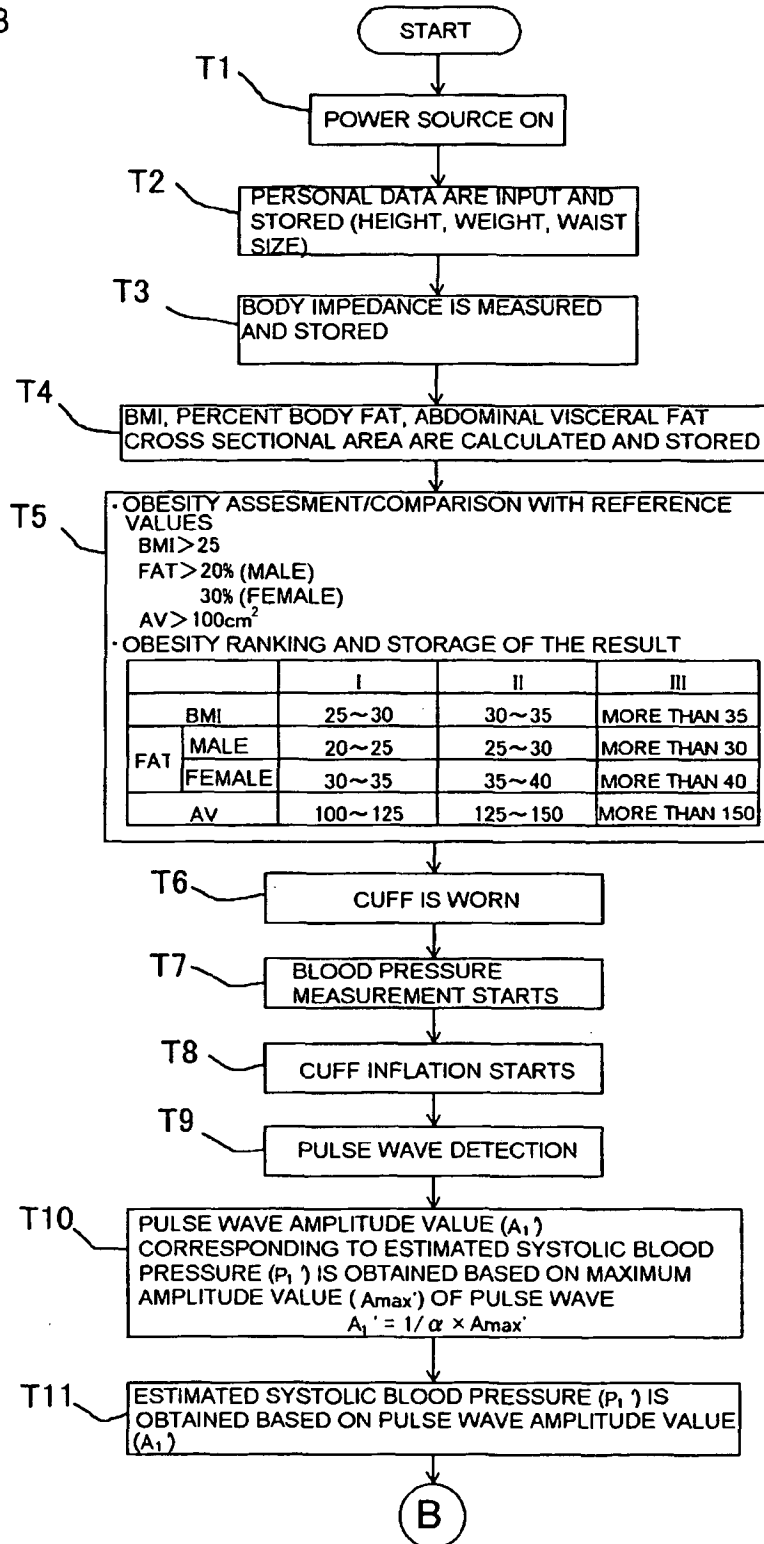 3
START
T1
POWER SOURCE ON
T2
PERSONAL DATA ARE INPUT AND
STORED (HEIGHT, WEIGHT, WAIST
SIZE)
T3
BODY IMPEDANCE IS MEASURED
AND STORED
T4
BMI, PERCENT BODY FAT, ABDOMINAL VISCERAL FAT
CROSS SECTIONAL AREA ARE CALCULATED AND STORED
T5
· OBESITY ASSESMENT/COMPARISON WITH REFERENCE
VALUES
BMI>25
FAT>20% (MALE)
30% (FEMALE)
AV>100cm²
· OBESITY RANKING AND STORAGE OF THE RESULT
I II III
BMI 25~30 30~35 MORE THAN 35
FAT MALE 20~25 25~30 MORE THAN 30
FEMALE 30~35 35~40 MORE THAN 40
AV 100~125 125~150 MORE THAN 150
T6
CUFF IS WORN
T7
BLOOD PRESSURE
MEASUREMENT STARTS
T8
CUFF INFLATION STARTS
T9
PULSE WAVE DETECTION
T10
PULSE WAVE AMPLITUDE VALUE (A₁')
CORRESPONDING TO ESTIMATED SYSTOLIC BLOOD
PRESSURE (P₁') IS OBTAINED BASED ON MAXIMUM
AMPLITUDE VALUE (Amax') OF PULSE WAVE
A₁' = 1/α × Amax'
T11
ESTIMATED SYSTOLIC BLOOD PRESSURE (P₁') IS
OBTAINED BASED ON PULSE WAVE AMPLITUDE VALUE
(A₁')
B